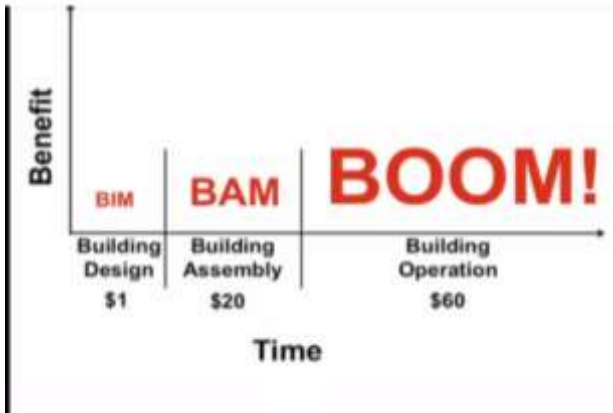 Benefit
BIM BAM BOOM!
Building Building Building
Design Assembly Operation
$1 $20 $60
Time